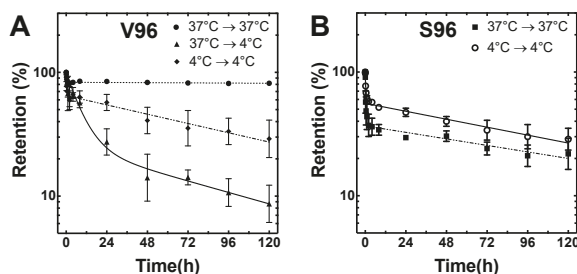 A V96
37°C → 37°C
37°C → 4°C
4°C → 4°C
Retention (%)
100
10
0 24 48 72 96 120
Time(h)
B S96
37°C → 37°C
4°C → 4°C
Retention (%)
100
10
0 24 48 72 96 120
Time(h)